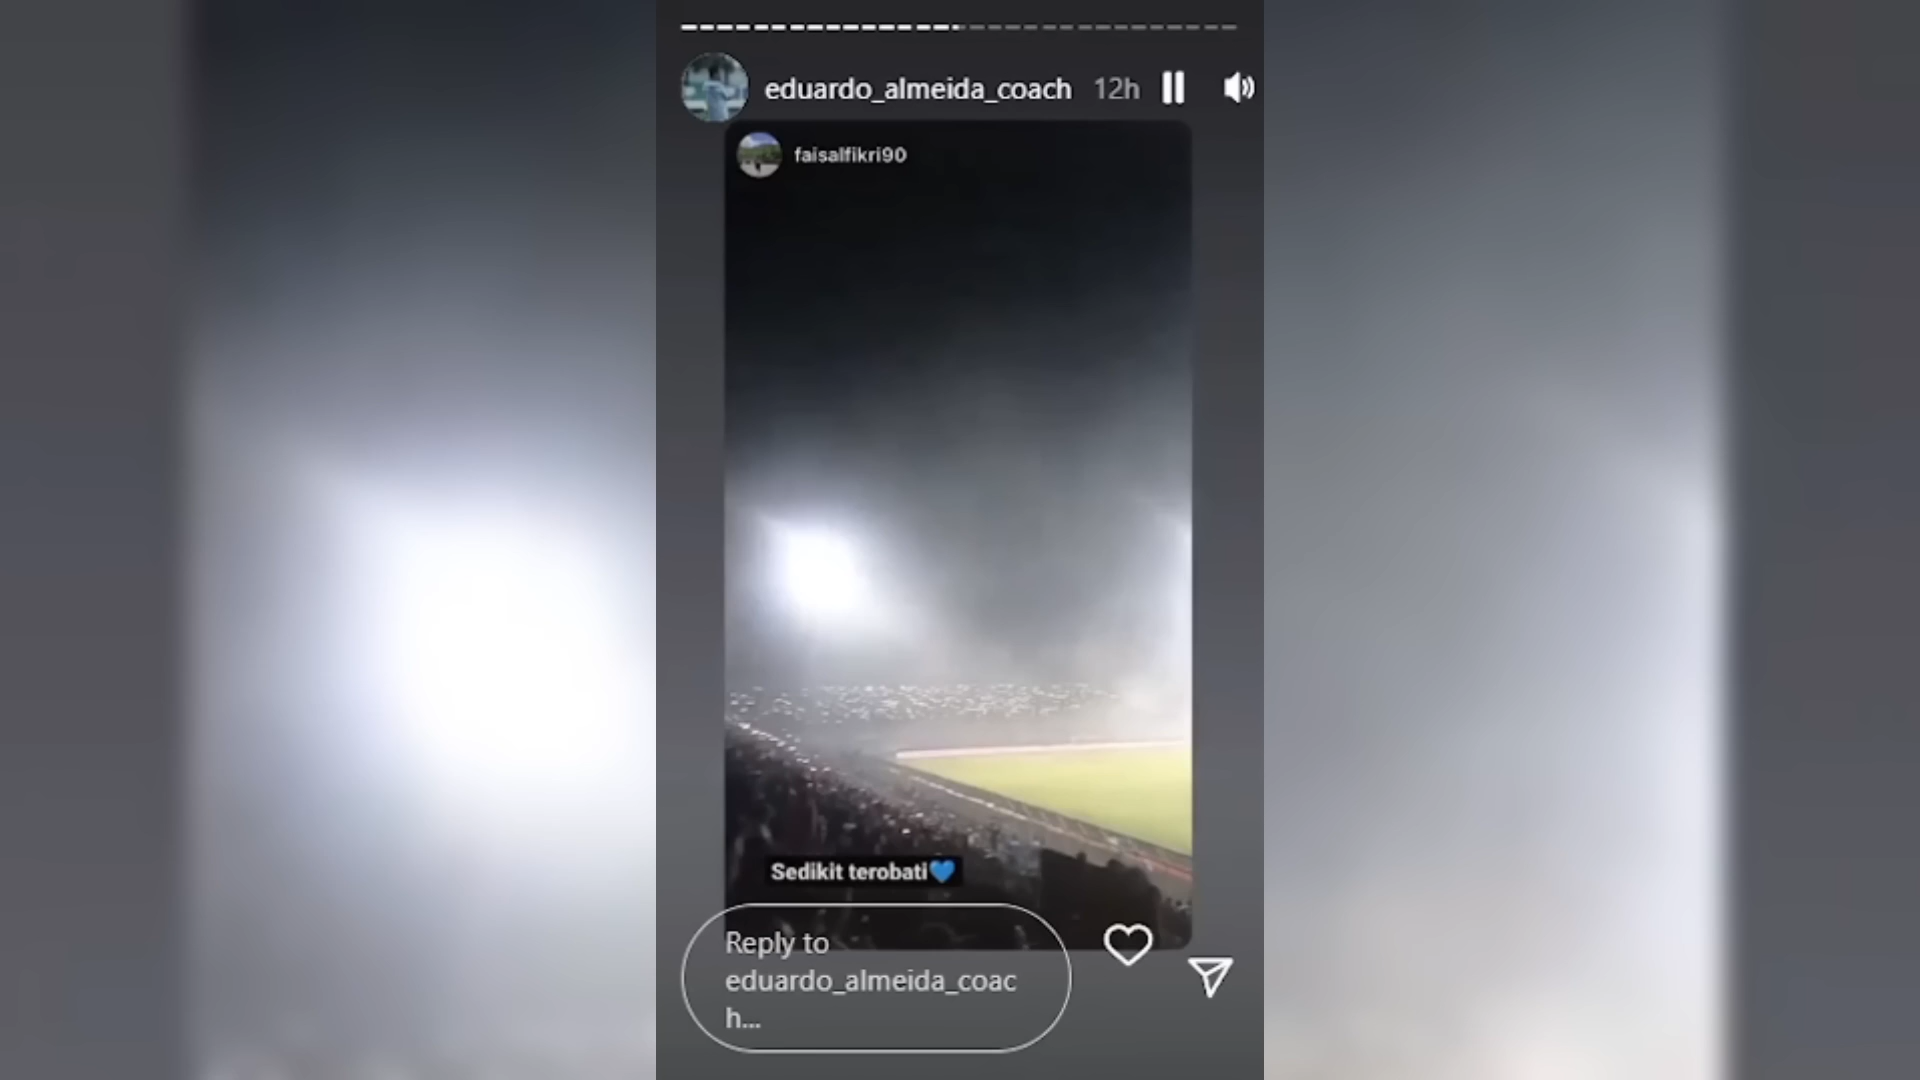 eduardo_almeida_coach 12h
faisalfikri90
Sedikit terobati💙
Reply to
eduardo_almeida_coac
h...